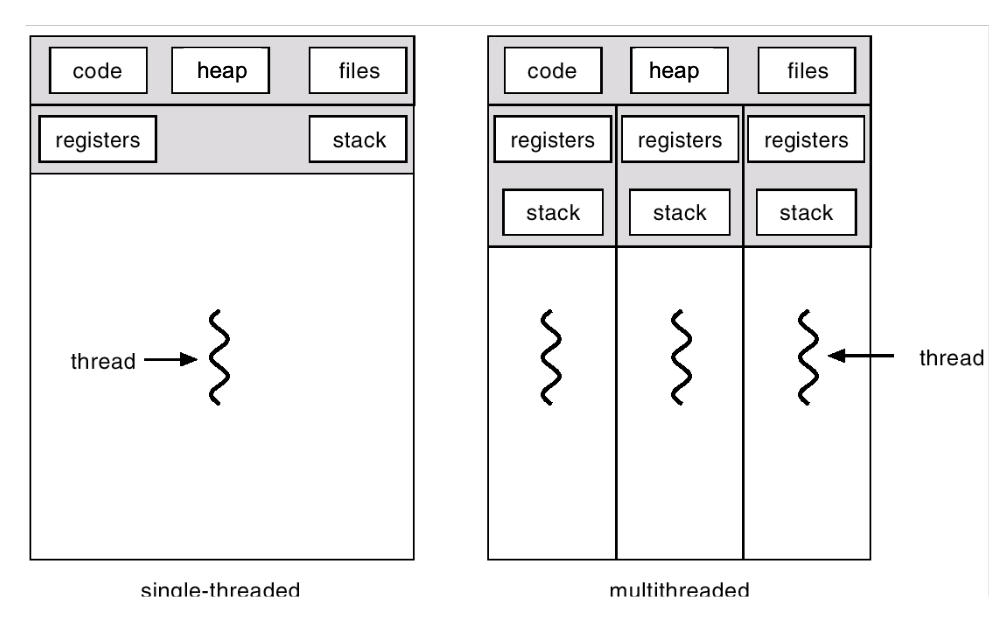 code heap files
registers stack
thread
single-threaded
code heap files
registers registers registers
stack stack stack
thread
multithreaded